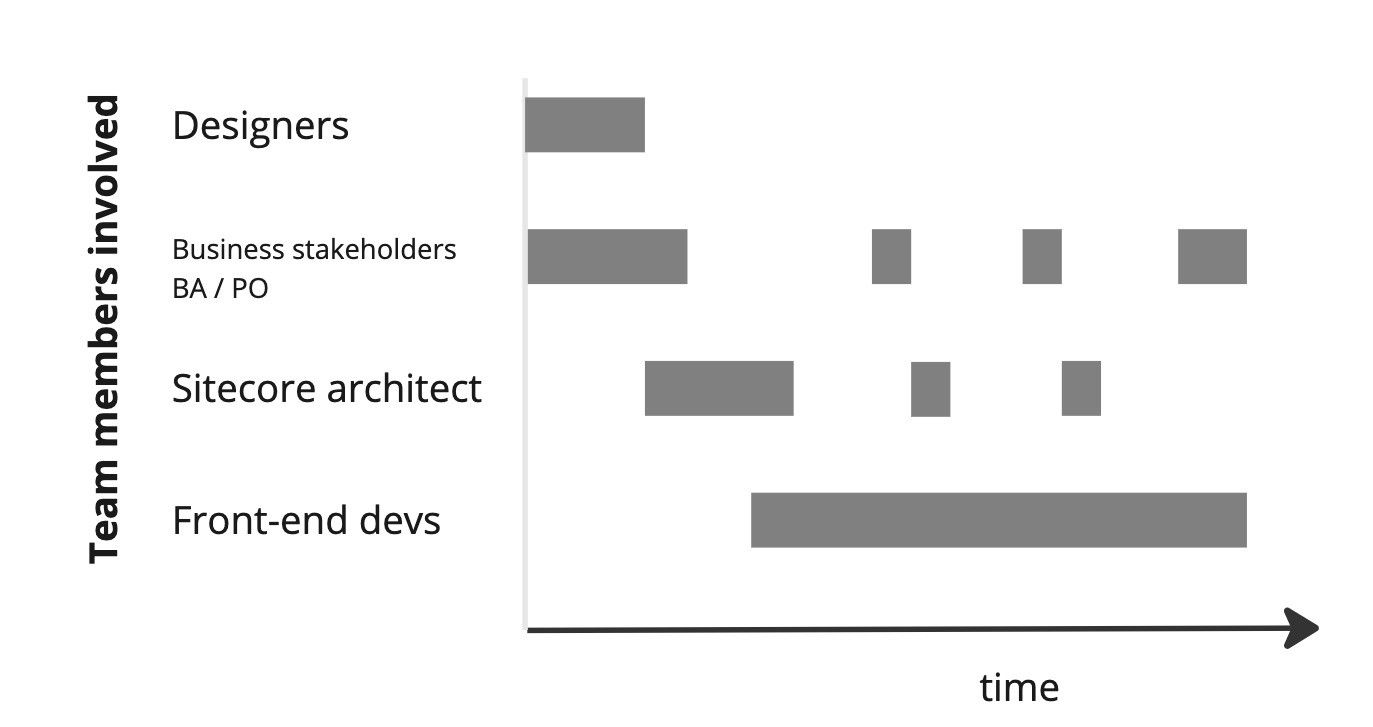 Team members involved
Designers
Business stakeholders
BA / PO
Sitecore architect
Front-end devs
time